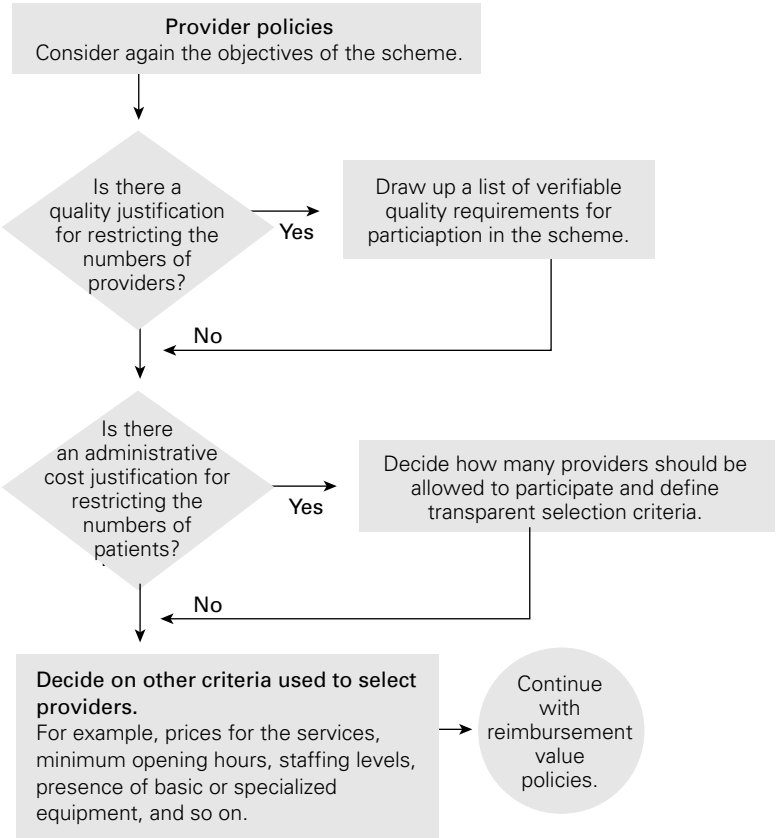 Provider policies
Consider again the objectives of the scheme.
Is there a
quality justification
for restricting the
numbers of
providers?
Yes
Draw up a list of verifiable
quality requirements for
particiaption in the scheme.
No
Is there
an administrative
cost justification for
restricting the
numbers of
patients?
Yes
Decide how many providers should be
allowed to participate and define
transparent selection criteria.
No
Decide on other criteria used to select
providers.
For example, prices for the services,
minimum opening hours, staffing levels,
presence of basic or specialized
equipment, and so on.
Continue
with
reimbursement
value
policies.